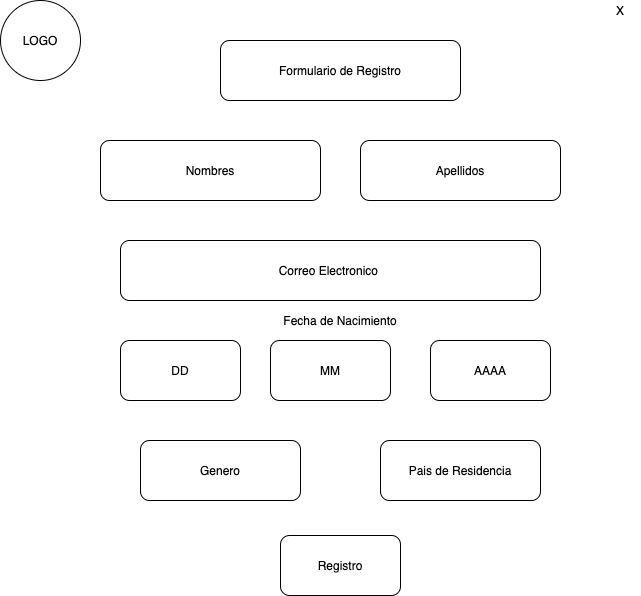 LOGO
X
Formulario de Registro
Nombres
Apellidos
Correo Electronico
Fecha de Nacimiento
DD
MM
AAAA
Genero
Pais de Residencia
Registro